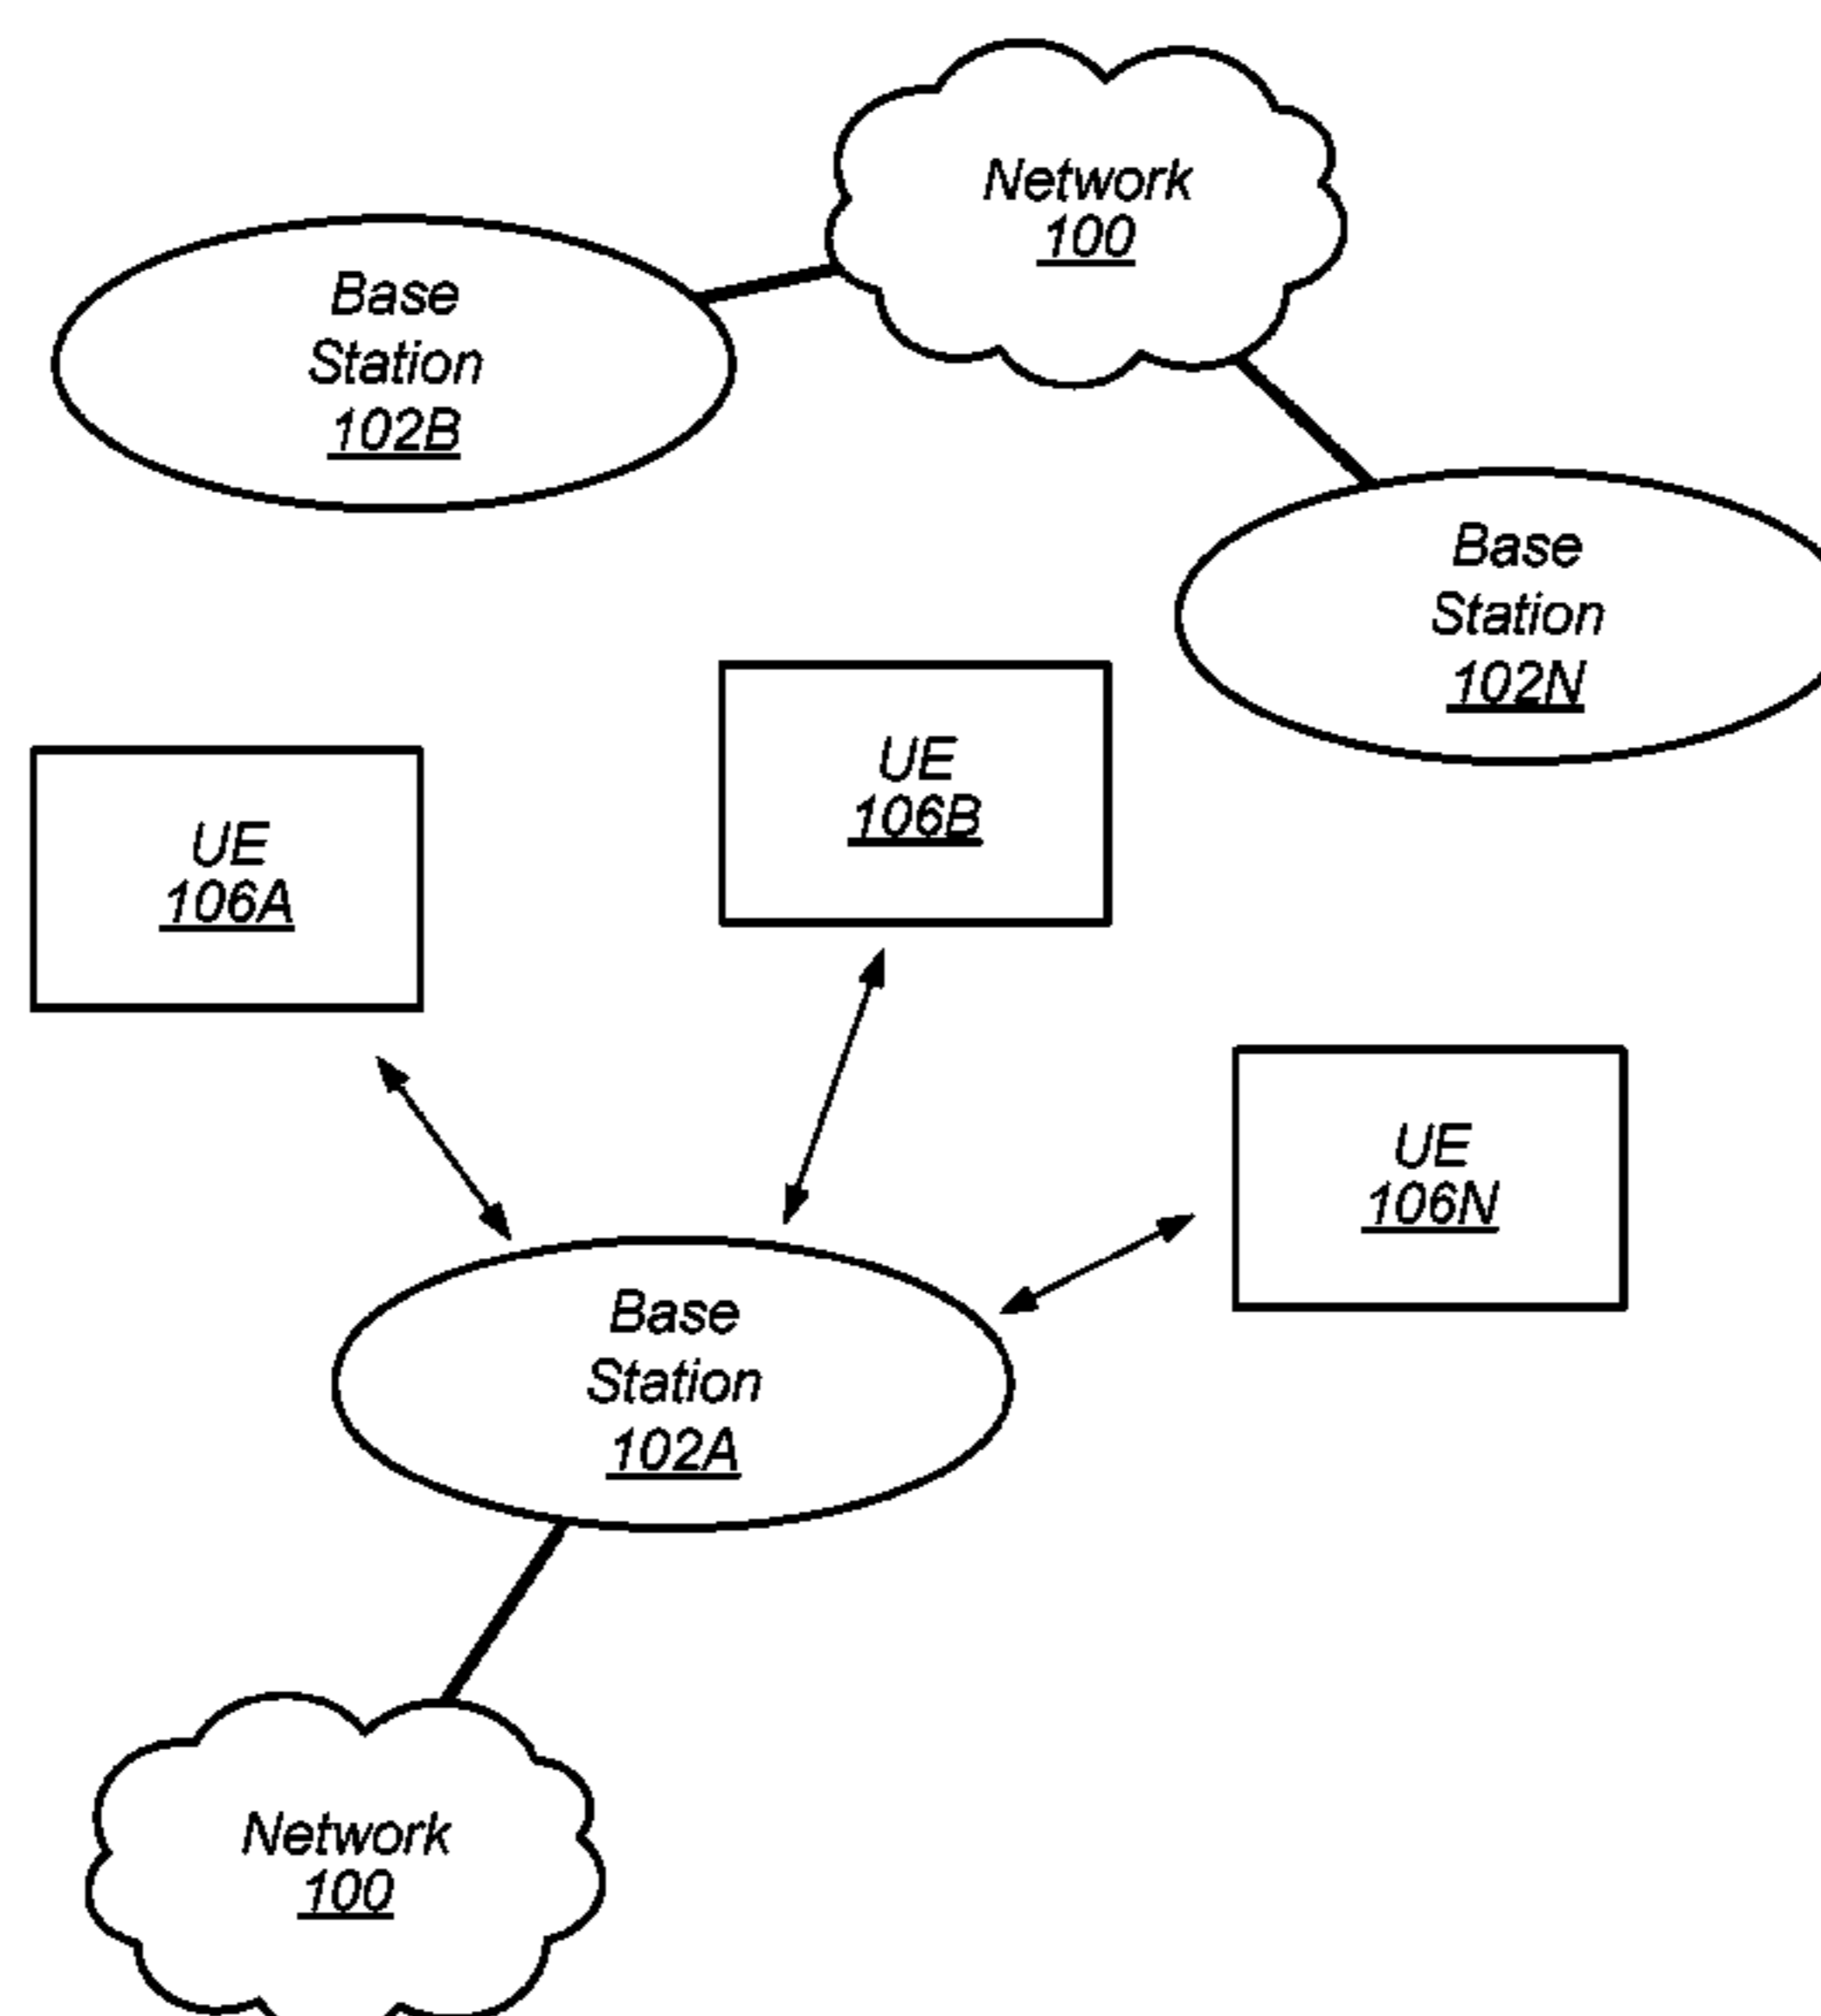 Network
100
Base
Station
102B
Base
Station
102N
UE
106B
UE
106A
UE
106N
Base
Station
102A
Network
100